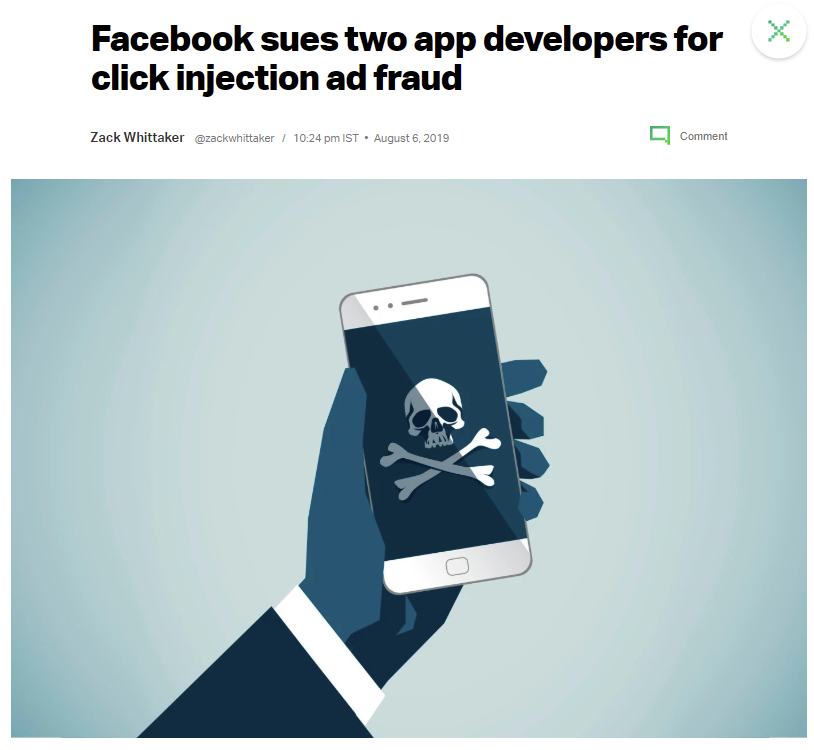 Facebook sues two app developers for
click injection ad fraud
Zack Whittaker @zackwhittaker / 10:24 pm IST • August 6, 2019
Comment